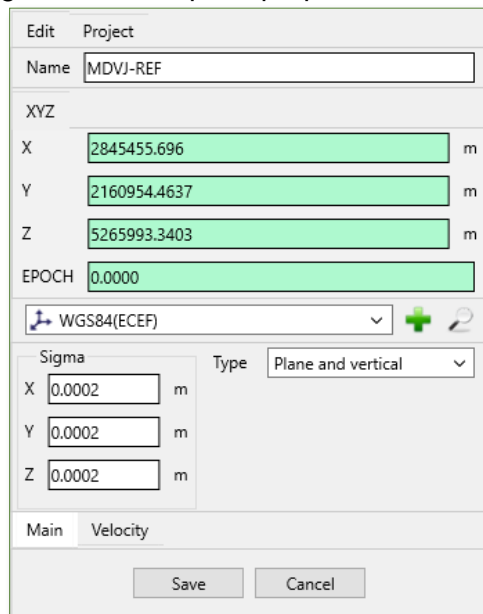 Edit Project
Name MDVJ-REF
XYZ
X 2845455.696 m
Y 2160954.4637 m
Z 5265993.3403 m
EPOCH 0.0000
WGS84(ECEF)
Sigma
Type Plane and vertical
X 0.0002 m
Y 0.0002 m
Z 0.0002 m
Main Velocity
Save Cancel